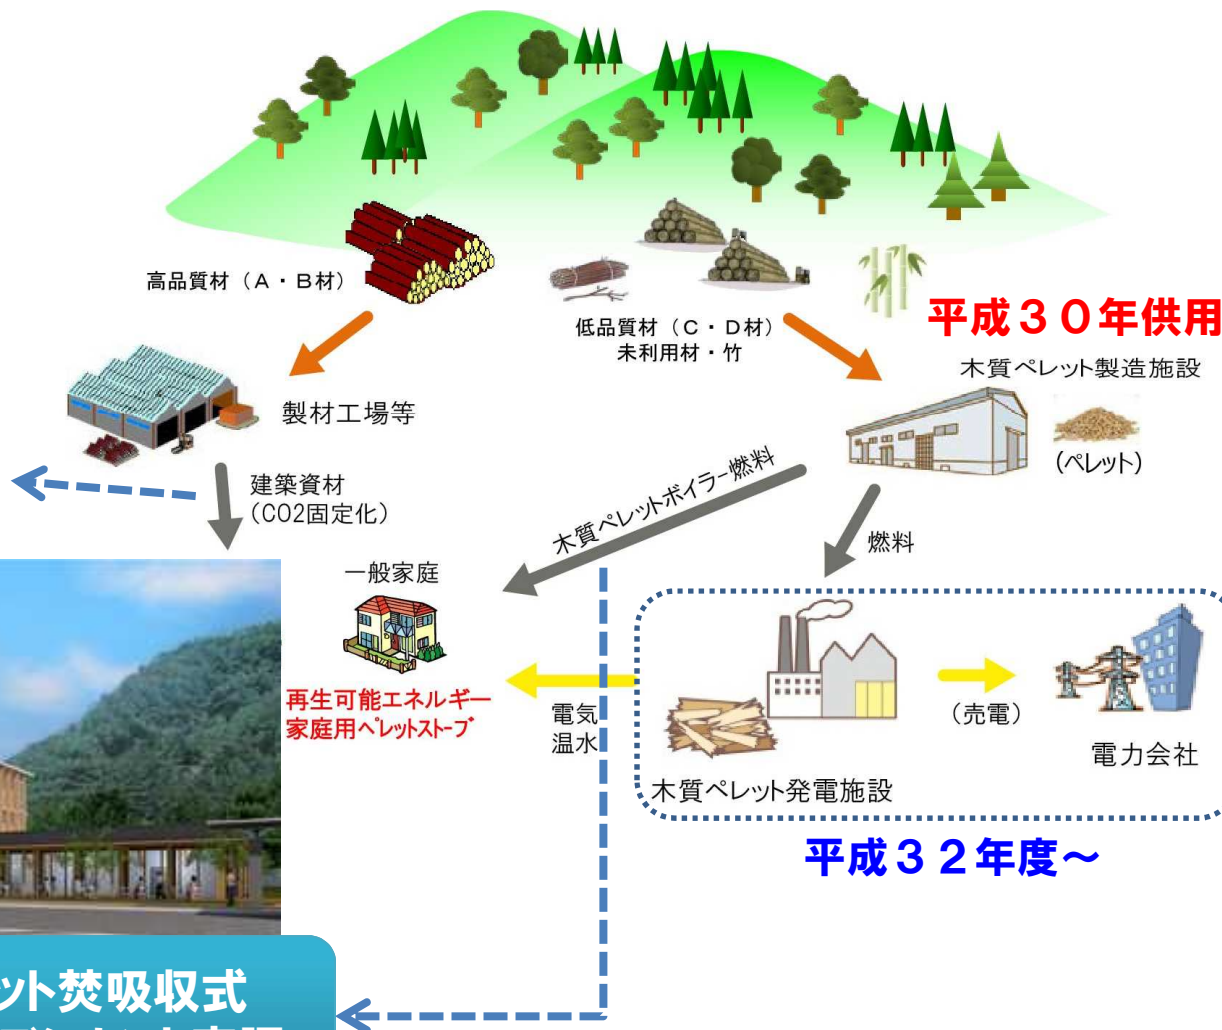 高品質材（Ａ・Ｂ材）
低品質材（Ｃ・Ｄ材）
未利用材・竹
平成３０年供用
木質ペレット製造施設
（ペレット）
製材工場等
建築資材
（CO2固定化）
木質ペレットボイラー燃料
燃料
一般家庭
再生可能エネルギー
家庭用ペレットストーブ
電気
温水
（売電）
電力会社
木質ペレット発電施設
平成３２年度～
ット焚吸収式